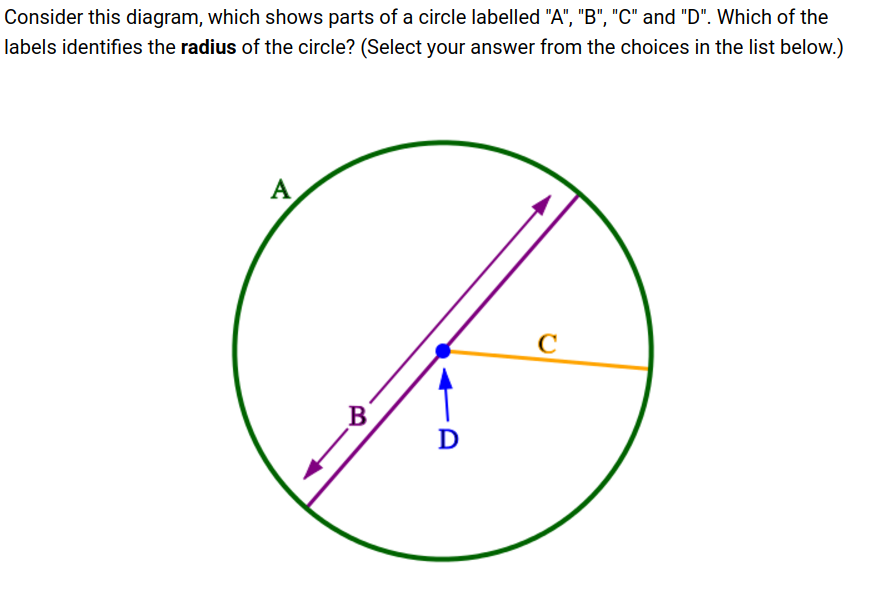 Consider this diagram, which shows parts of a circle labelled "A", "B", "C" and "D". Which of the
labels identifies the radius of the circle? (Select your answer from the choices in the list below.)
A
C
B
D